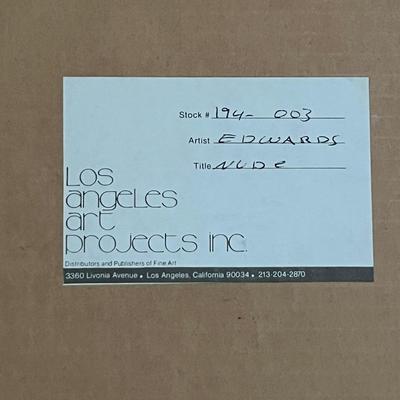 Stock # 194- 003
Artist EDWARDS
Title NUDe
Los
angeLes
art
projects inc.
Distributors and Publishers of Fine Art
3360 Livonia Avenue • Los Angeles, California 90034 • 213-204-2870